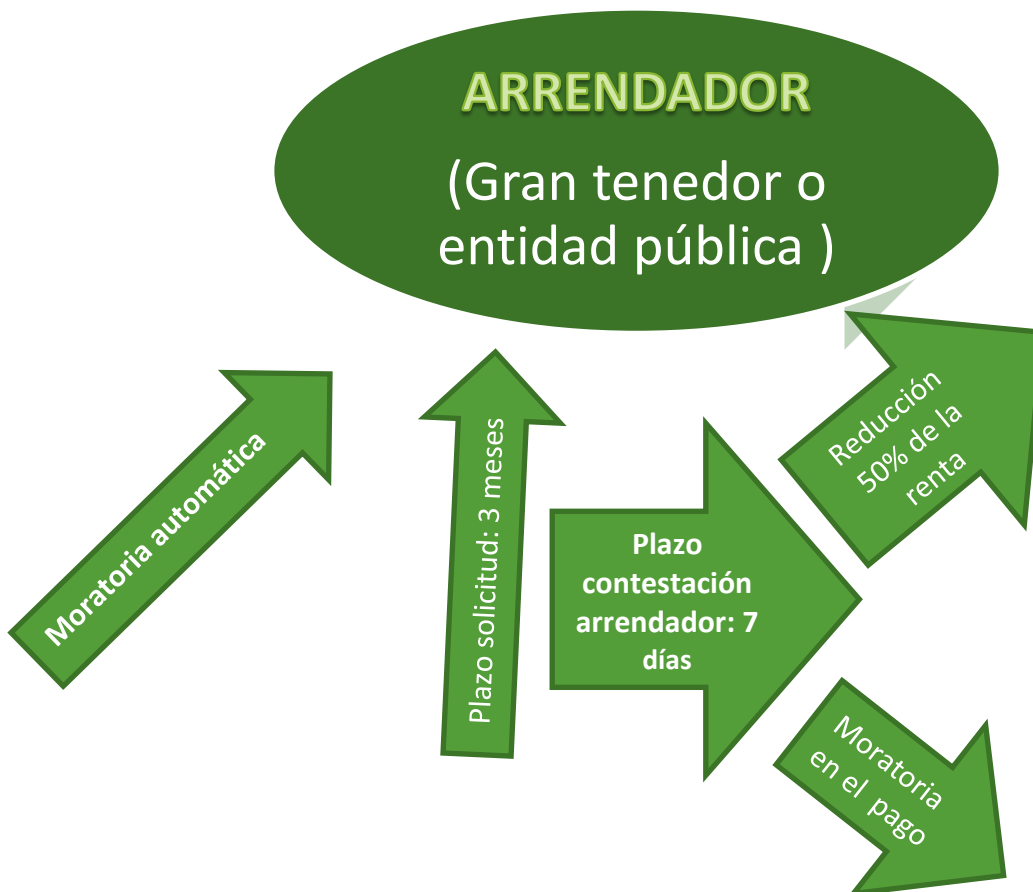 ARRENDADOR
(Gran tenedor o
entidad pública )
Moratoria automática
Plazo solicitud: 3 meses
Plazo
contestación
arrendador: 7
días
Reducción
50% de la
renta
Moratoria
en el pago